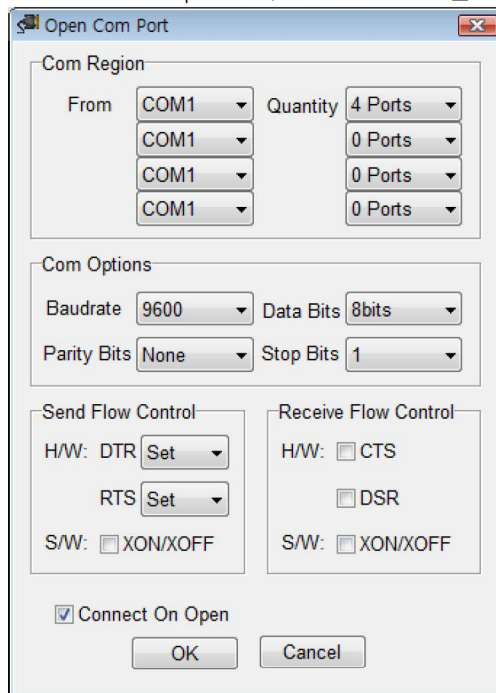 Open Com Port
Com Region
From COM1 Quantity 4 Ports
COM1 0 Ports
COM1 0 Ports
COM1 0 Ports
Com Options
Baudrate 9600 Data Bits 8bits
Parity Bits None Stop Bits 1
Send Flow Control
H/W: DTR Set
RTS Set
S/W: XON/XOFF
Receive Flow Control
H/W: CTS
DSR
S/W: XON/XOFF
Connect On Open
OK Cancel